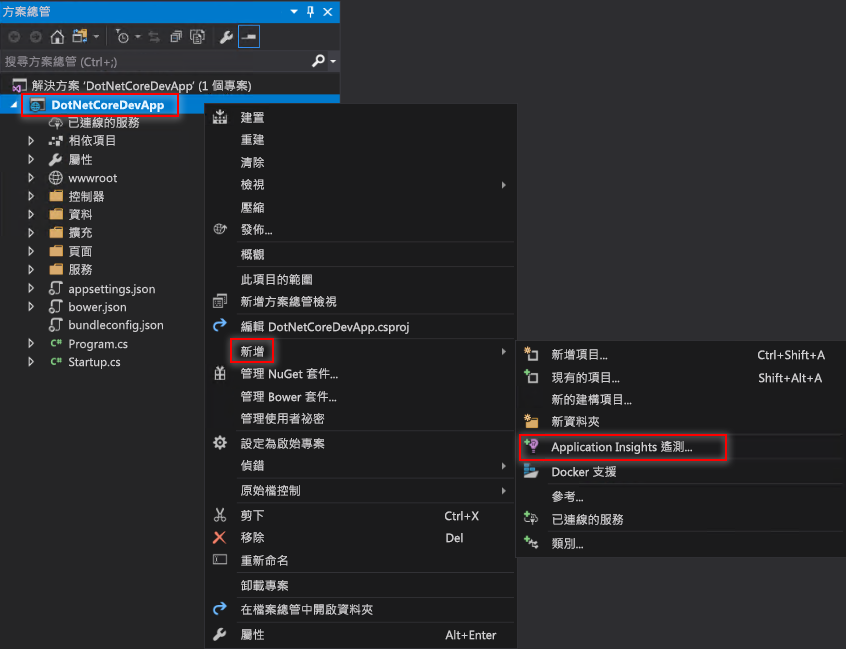 方案總管
搜尋方案總管 (Ctrl+;)
解決方案 'DotNetCoreDevApp' (1 個專案)
DotNetCoreDevApp
已連線的服務
相依項目
屬性
wwwroot
控制器
資料
擴充
頁面
服務
appsettings.json
bower.json
bundleconfig.json
C# Program.cs
C# Startup.cs
建置
重建
清除
檢視
壓縮
發佈...
概觀
此項目的範圍
新增方案總管檢視
編輯 DotNetCoreDevApp.csproj
新增
管理 NuGet 套件...
管理 Bower 套件...
管理使用者祕密
設定為啟始專案
偵錯
原始檔控制
剪下 Ctrl+X
移除 Del
重新命名
卸載專案
在檔案總管中開啟資料夾
屬性 Alt+Enter
新增項目... Ctrl+Shift+A
現有的項目... Shift+Alt+A
新的建構項目...
新資料夾
Application Insights 遙測...
Docker 支援
參考...
已連線的服務
類別...